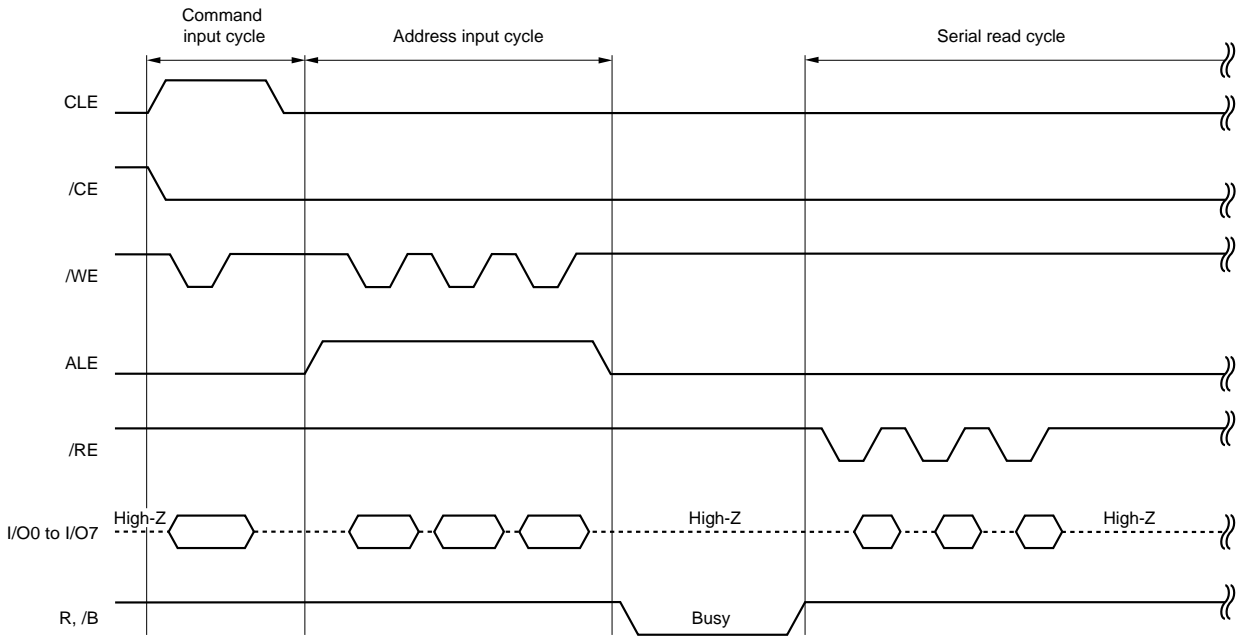 Command
input cycle
Address input cycle
Serial read cycle
CLE
/CE
/WE
ALE
/RE
I/O0 to I/O7
High-Z
High-Z
High-Z
R, /B
Busy